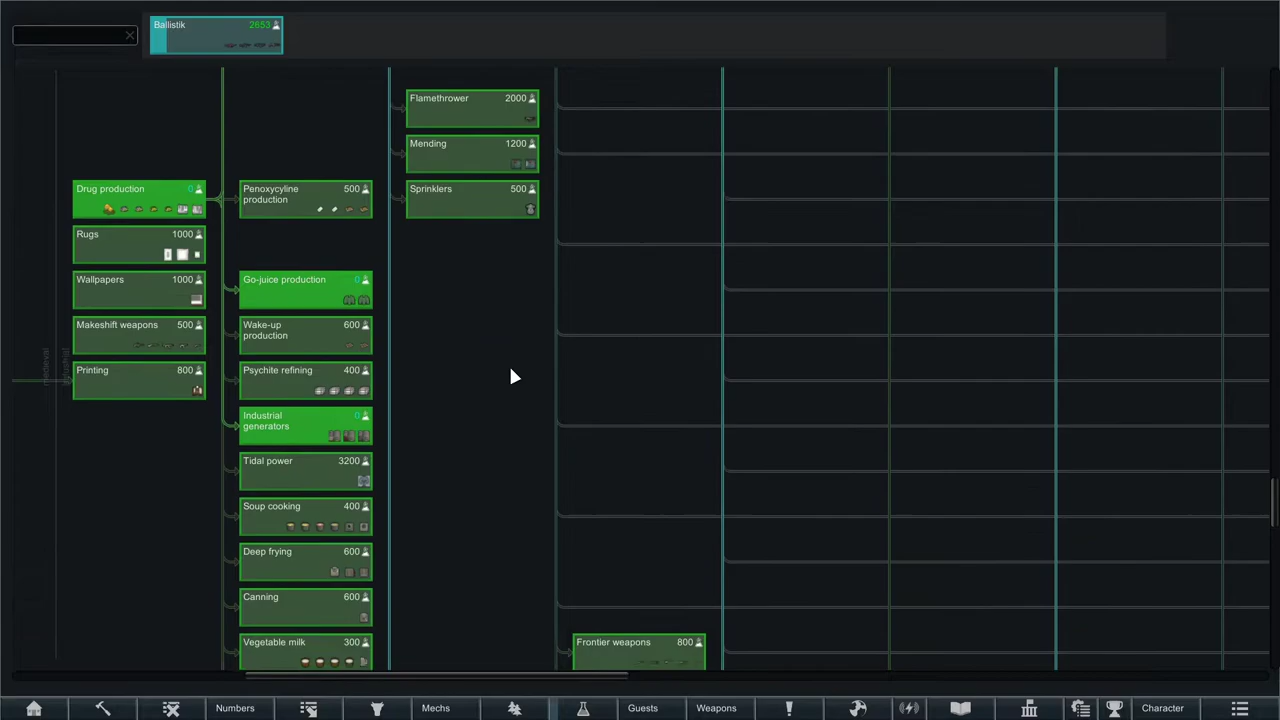 Ballistik 2653
Flamethrower 2000
Mending 1200
Drug production 0
Penoxycyline production 500
Sprinklers 500
Rugs 1000
Wallpapers 1000
Go-juice production 0
Makeshift weapons 500
Wake-up production 600
medieval
industrial
Printing 800
Psychite refining 400
Industrial generators 0
Tidal power 3200
Soup cooking 400
Deep frying 600
Canning 600
Vegetable milk 300
Frontier weapons 800
Numbers
Mechs
Guests
Weapons
Character